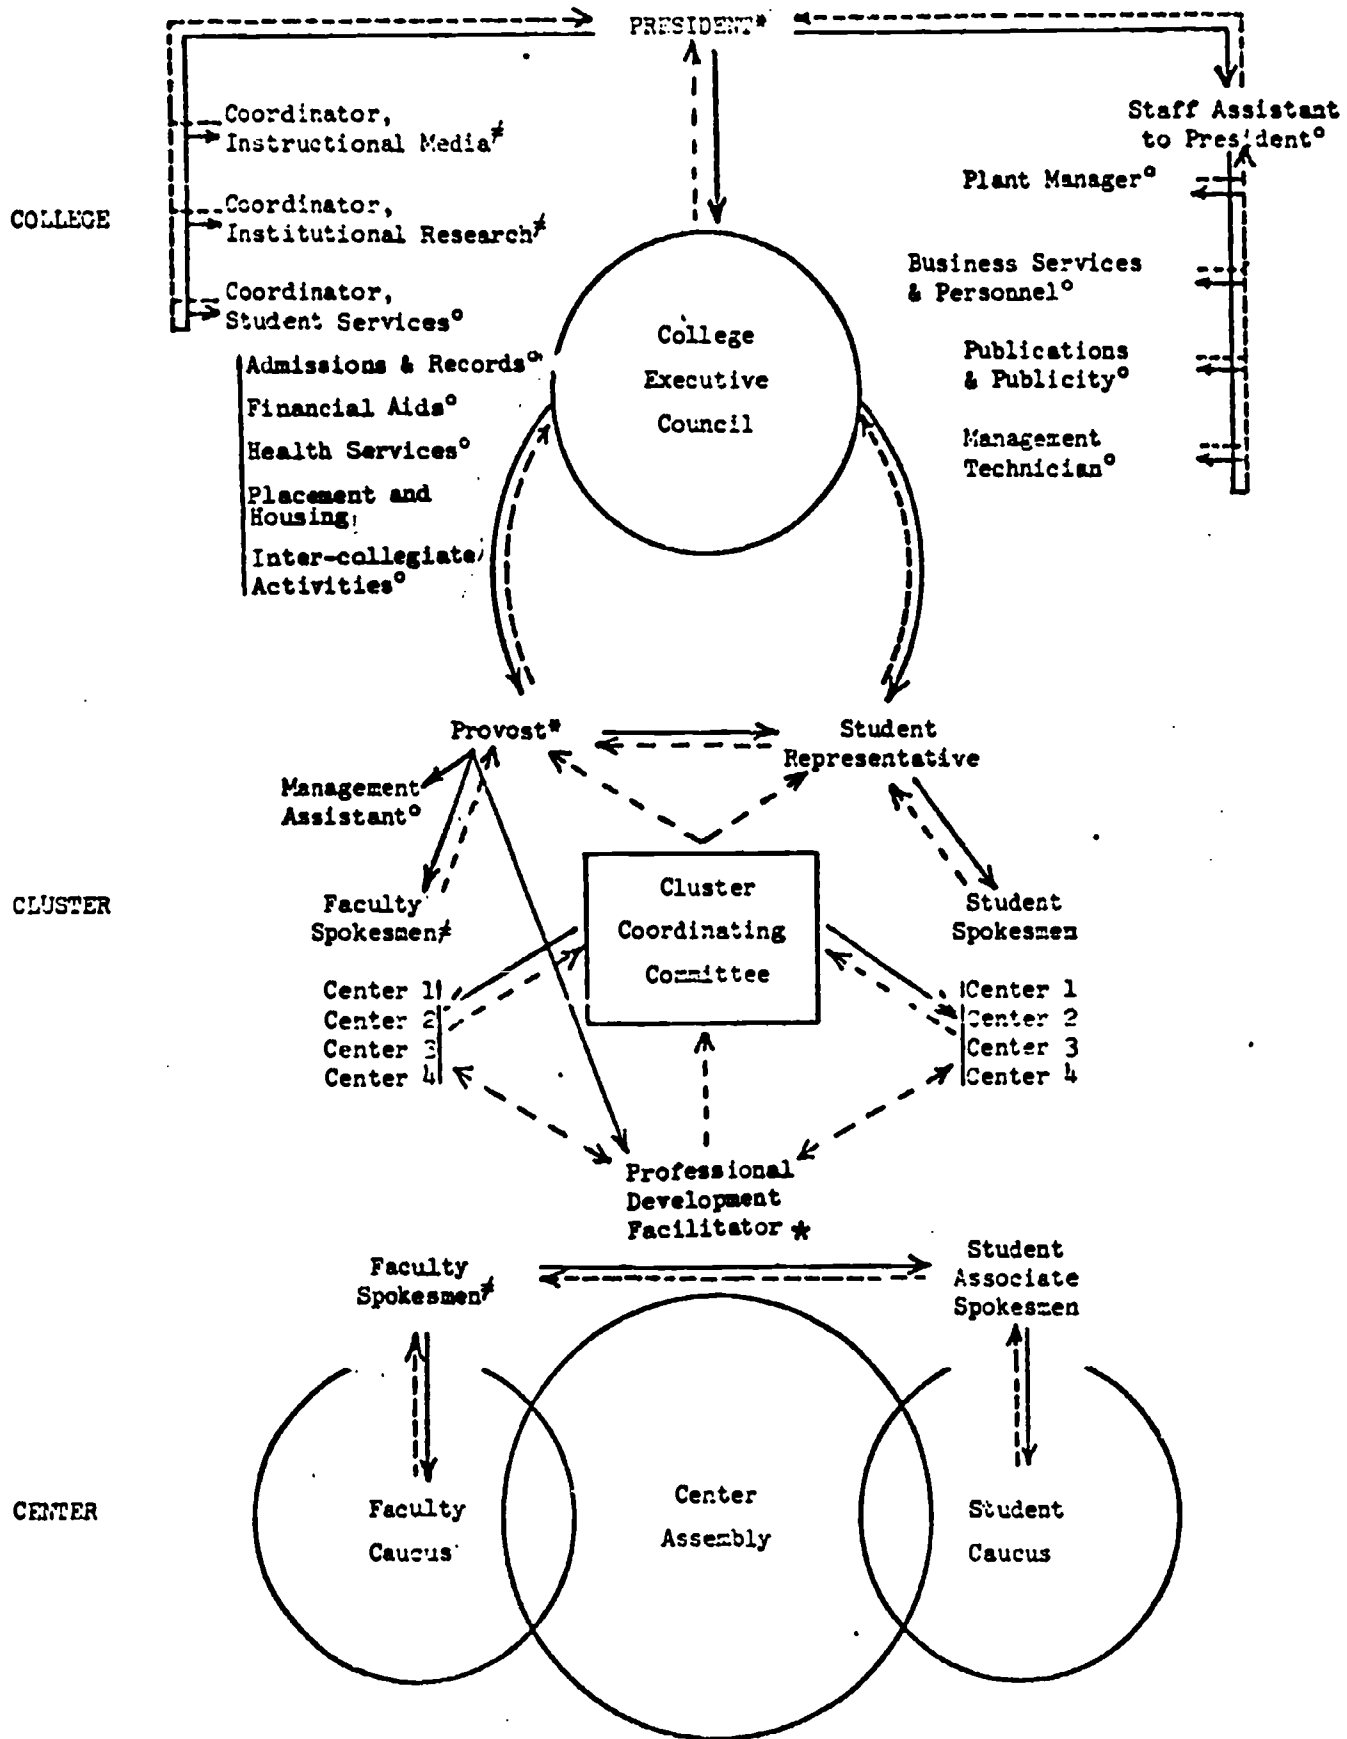 PRESIDENT*
Coordinator,
Instructional Media≠
Coordinator,
Institutional Research≠
Coordinator,
Student Services°
Admissions & Records°
Financial Aids°
Health Services°
Placement and
Housing
Inter-collegiate
Activities°
COLLEGE
Staff Assistant
to President°
Plant Manager°
Business Services
& Personnel°
Publications
& Publicity°
Management
Technician°
College
Executive
Council
Provost*
Student
Representative
Management
Assistant°
CLUSTER
Faculty
Spokesmen≠
Center 1
Center 2
Center 3
Center 4
Cluster
Coordinating
Committee
Student
Spokesmen
Center 1
Center 2
Center 3
Center 4
Professional
Development
Facilitator *
Faculty
Spokesmen≠
Student
Associate
Spokesmen
CENTER
Faculty
Caucus
Center
Assembly
Student
Caucus